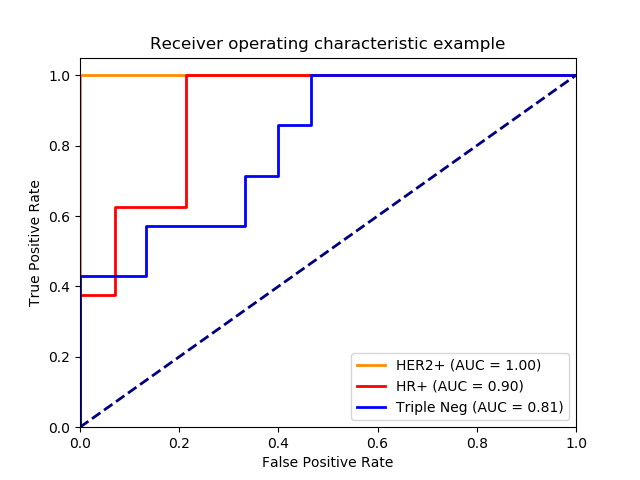 Receiver operating characteristic example
1.0
0.8
0.6
0.4
0.2
0.0
True Positive Rate
HER2+ (AUC = 1.00)
HR+ (AUC = 0.90)
Triple Neg (AUC = 0.81)
0.0 0.2 0.4 0.6 0.8 1.0
False Positive Rate